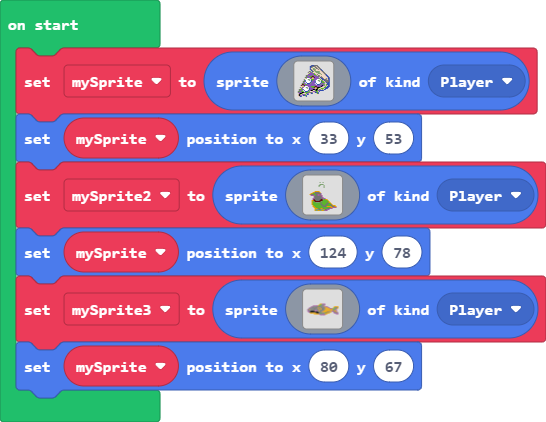 on start
set mySprite to sprite of kind Player
set mySprite position to x 33 y 53
set mySprite2 to sprite of kind Player
set mySprite position to x 124 y 78
set mySprite3 to sprite of kind Player
set mySprite position to x 80 y 67